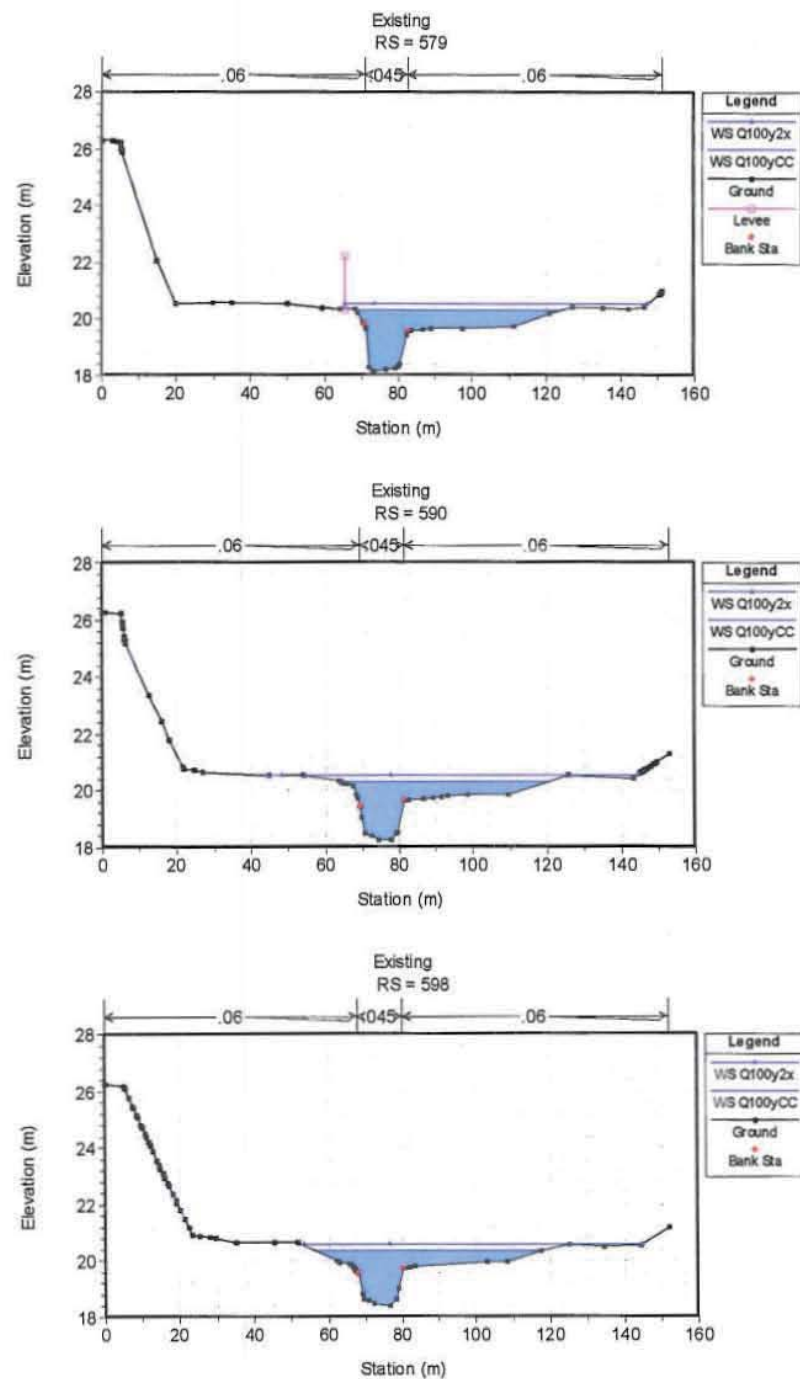 Existing
RS = 579
.06 .045 .06
28
26
24
22
20
18
0 20 40 60 80 100 120 140 160
Elevation (m)
Station (m)
Legend
WS Q100y2x
WS Q100yCC
Ground
Levee
Bank Sta
Existing
RS = 590
.06 .045 .06
28
26
24
22
20
18
0 20 40 60 80 100 120 140 160
Elevation (m)
Station (m)
Legend
WS Q100y2x
WS Q100yCC
Ground
Bank Sta
Existing
RS = 598
.06 .045 .06
28
26
24
22
20
18
0 20 40 60 80 100 120 140 160
Elevation (m)
Station (m)
Legend
WS Q100y2x
WS Q100yCC
Ground
Bank Sta